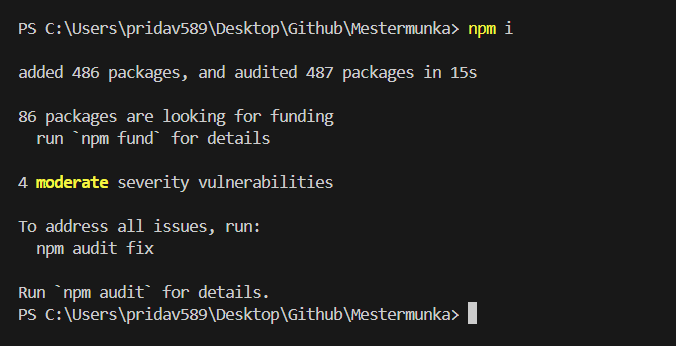 PS C:\Users\pridav589\Desktop\Github\Mestermunka> npm i
added 486 packages, and audited 487 packages in 15s
86 packages are looking for funding
  run `npm fund` for details
4 moderate severity vulnerabilities
To address all issues, run:
  npm audit fix
Run `npm audit` for details.
PS C:\Users\pridav589\Desktop\Github\Mestermunka>